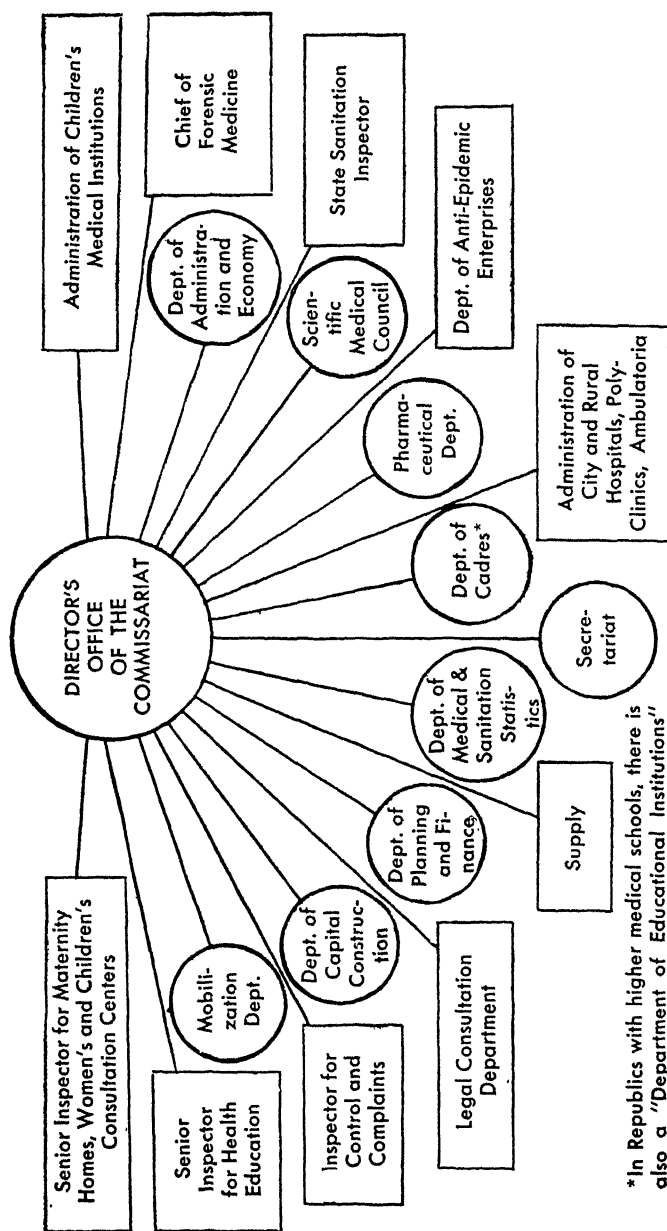 DIRECTOR'S
OFFICE
OF THE
COMMISSARIAT
Senior Inspector for Maternity
Homes, Women's and Children's
Consultation Centers
Senior
Inspector
for Health
Education
Mobili-
zation
Dept.
Inspector for
Control and
Complaints
Dept. of
Capital
Construc-
tion
Legal Consultation
Department
Dept. of
Planning
and Fi-
nance
Supply
Dept. of
Medical &
Sanitation
Statis-
tics
Secre-
tariat
Dept. of
Cadres*
Administration of
City and Rural
Hospitals, Poly-
Clinics, Ambulatoria
Pharma-
ceutical
Dept.
Dept. of Anti-Epidemic
Enterprises
Scien-
tific
Medical
Council
State Sanitation
Inspector
Dept. of
Administra-
tion and
Economy
Chief of
Forensic
Medicine
Administration of Children's
Medical Institutions
*In Republics with higher medical schools, there is
also a "Department of Educational Institutions"